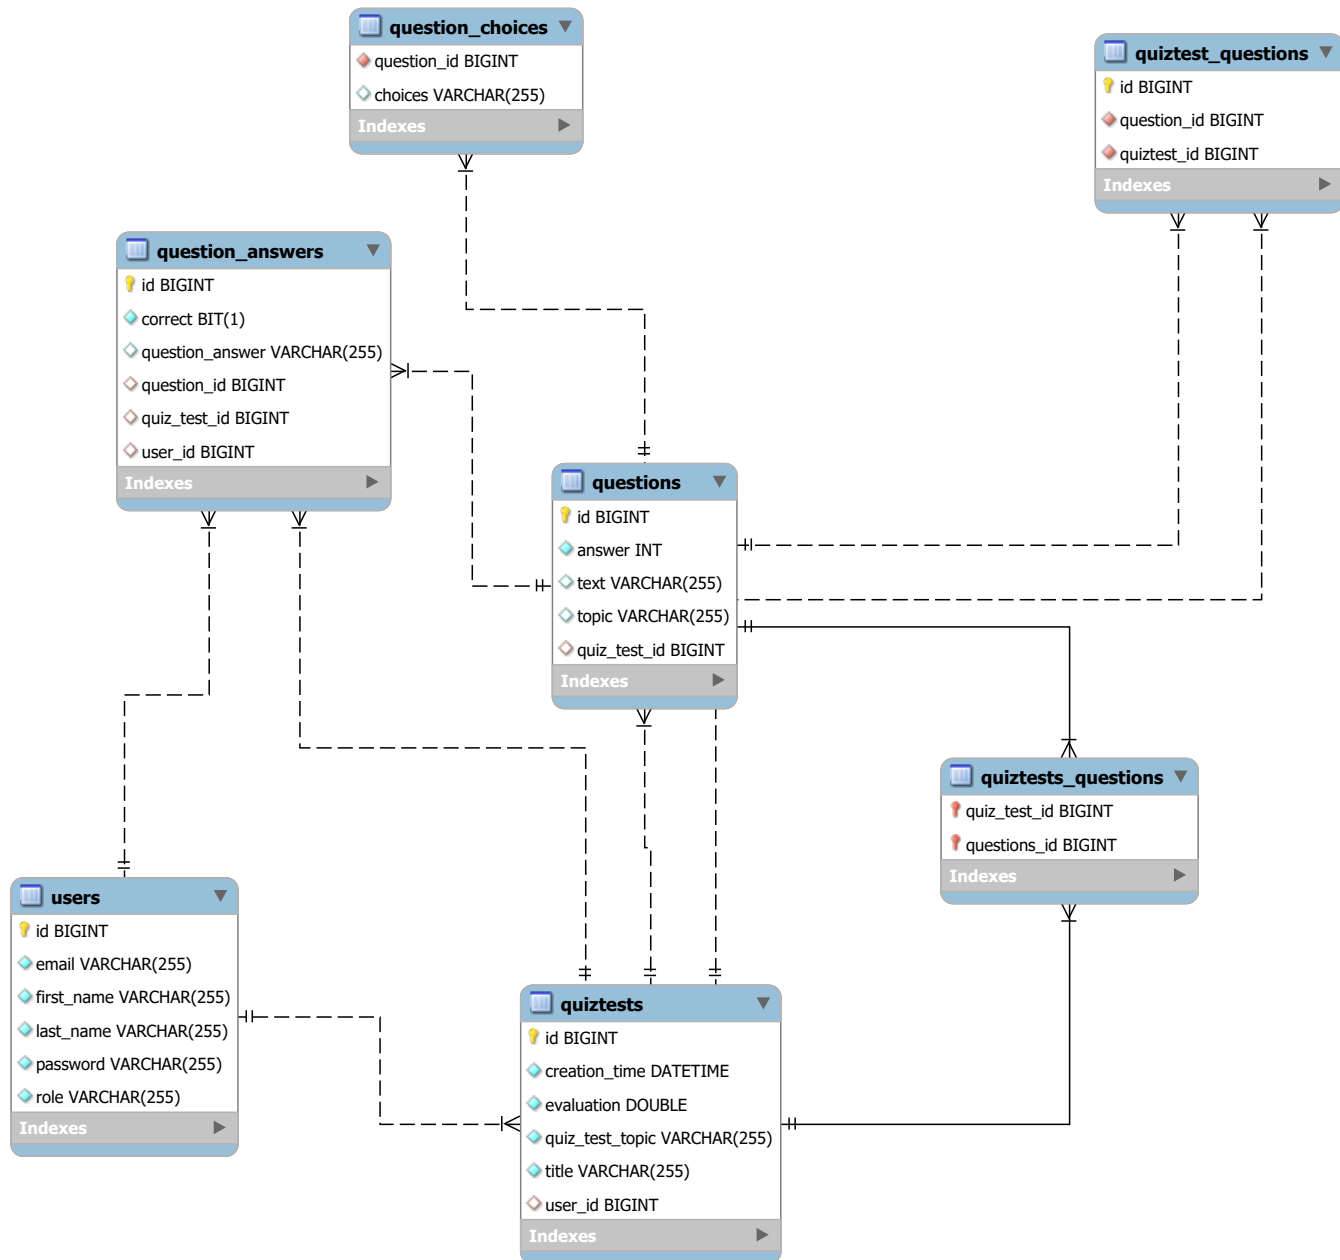 question_choices
question_id BIGINT
choices VARCHAR(255)
Indexes
quiztest_questions
id BIGINT
question_id BIGINT
quiztest_id BIGINT
Indexes
question_answers
id BIGINT
correct BIT(1)
question_answer VARCHAR(255)
question_id BIGINT
quiz_test_id BIGINT
user_id BIGINT
Indexes
questions
id BIGINT
answer INT
text VARCHAR(255)
topic VARCHAR(255)
quiz_test_id BIGINT
Indexes
quiztests_questions
quiz_test_id BIGINT
questions_id BIGINT
Indexes
users
id BIGINT
email VARCHAR(255)
first_name VARCHAR(255)
last_name VARCHAR(255)
password VARCHAR(255)
role VARCHAR(255)
Indexes
quiztests
id BIGINT
creation_time DATETIME
evaluation DOUBLE
quiz_test_topic VARCHAR(255)
title VARCHAR(255)
user_id BIGINT
Indexes